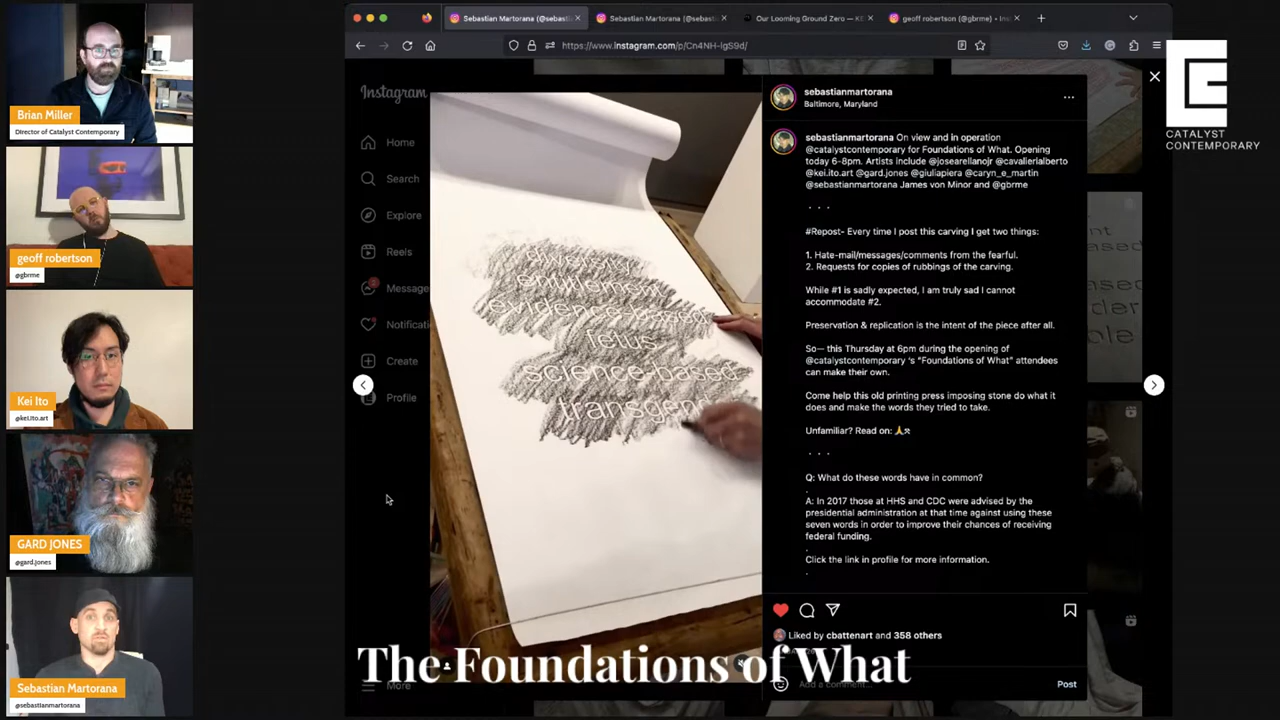 Brian Miller
Director of Catalyst Contemporary
geoff robertson
@gbrme
Kei Ito
@kei.ito.art
GARD JONES
@gard.jones
Sebastian Martorana
@sebastianmartorana
Sebastian Martorana (@sebasti
Sebastian Martorana (@sebast
Our Looming Ground Zero — K
geoff robertson (@gbrme) • Ins
https://www.instagram.com/p/Cn4NH-IgS9d/
Instagram
Home
Search
Explore
Reels
Message
Notificati
Create
Profile
More
diversity
entitlement
evidence-based
fetus
science-based
transgen
sebastianmartorana
Baltimore, Maryland
sebastianmartorana On view and in operation
@catalystcontemporary for Foundations of What. Opening
today 6-8pm. Artists include @josearellanojr @cavalierlalberto
@kei.ito.art @gard.jones @giuliapiera @caryn_e_martin
@sebastianmartorana James von Minor and @gbrme
. . .
#Repost- Every time I post this carving I get two things:
1. Hate-mail/messages/comments from the fearful.
2. Requests for copies of rubbings of the carving.
While #1 is sadly expected, I am truly sad I cannot
accommodate #2.
Preservation & replication is the intent of the piece after all.
So— this Thursday at 6pm during the opening of
@catalystcontemporary 's "Foundations of What" attendees
can make their own.
Come help this old printing press imposing stone do what it
does and make the words they tried to take.
Unfamiliar? Read on: 🙏
. . .
Q: What do these words have in common?
.
A: In 2017 those at HHS and CDC were advised by the
presidential administration at that time against using these
seven words in order to improve their chances of receiving
federal funding.
.
Click the link in profile for more information.
.
Liked by cbattenart and 358 others
Add a comment...
Post
The Foundations of What
CATALYST
CONTEMPORARY